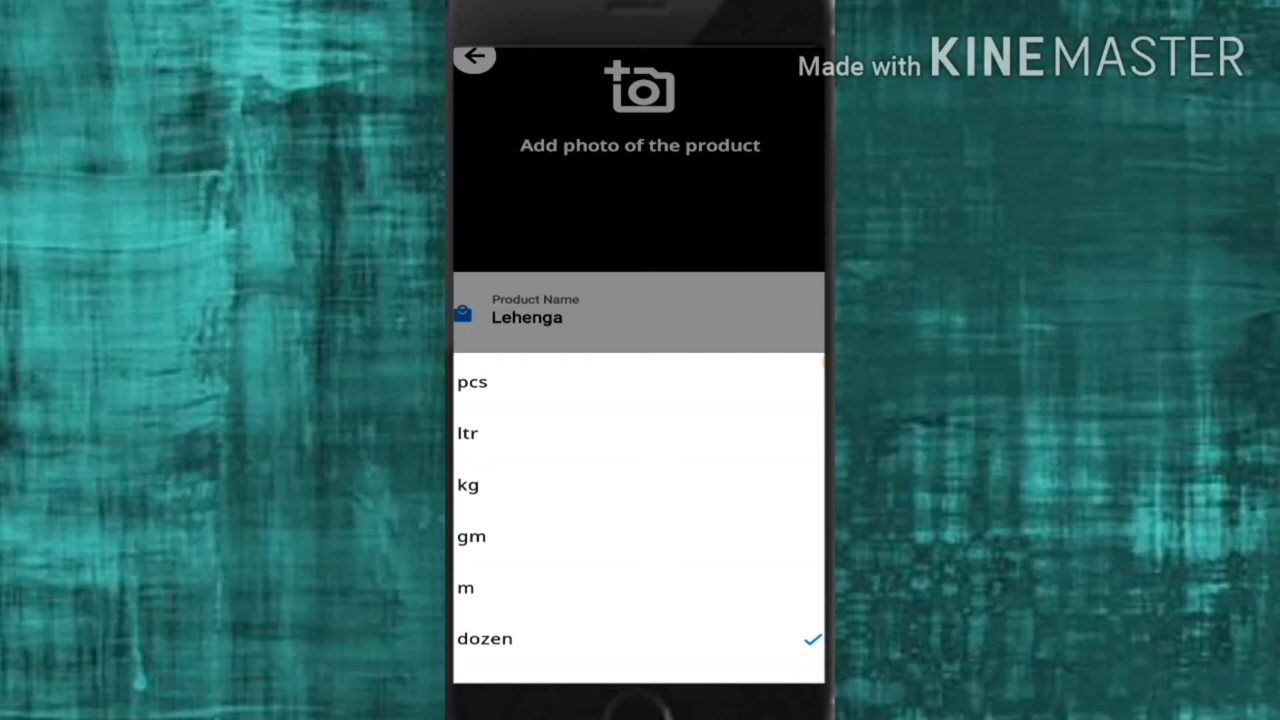 Made with KINEMASTER
Add photo of the product
Product Name
Lehenga
pcs
ltr
kg
gm
m
dozen